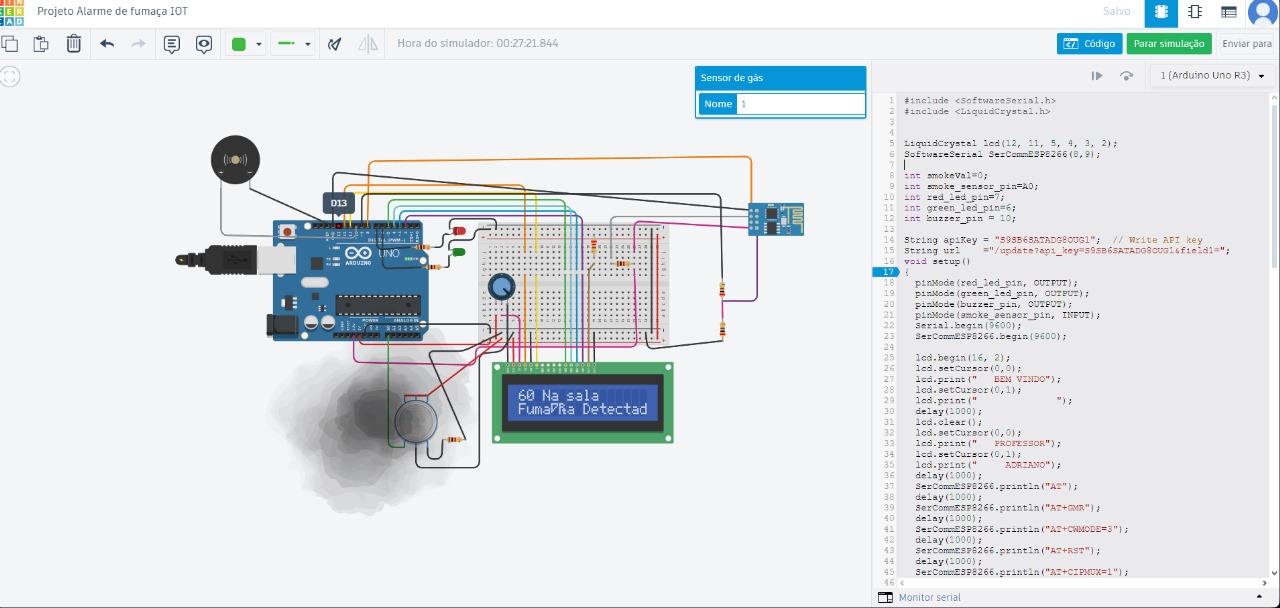 TIN
KER
CAD
Projeto Alarme de fumaça IOT
Salvo
Hora do simulador: 00:27:21.844
Código
Parar simulação
Enviar para
Sensor de gás
Nome 1
1 (Arduino Uno R3)
D13
ARDUINO
UNO
POWER
ANALOG IN
60 Na sala
Detectad
1 #include <SoftwareSerial.h>
2 #include <LiquidCrystal.h>
3
4
5 LiquidCrystal lcd(12, 11, 5, 4, 3, 2);
6 SoftwareSerial SerCommESP8266(8,9);
7
8 int smokeVal=0;
9 int smoke_sensor_pin=A0;
10 int red_led_pin=7;
11 int green_led_pin=6;
12 int buzzer_pin = 10;
13
14 String apiKey = "S9SB6SATADG8OUG1"; // Write API key
15 String url ="/update?api_key=S9SB6SATADG8OUG1&field1=";
16 void setup()
17 {
18 pinMode(red_led_pin, OUTPUT);
19 pinMode(green_led_pin, OUTPUT);
20 pinMode(buzzer_pin, OUTPUT);
21 pinMode(smoke_sensor_pin, INPUT);
22 Serial.begin(9600);
23 SerCommESP8266.begin(9600);
24
25 lcd.begin(16, 2);
26 lcd.setCursor(0,0);
27 lcd.print("   BEM VINDO");
28 lcd.setCursor(0,1);
29 lcd.print("              ");
30 delay(1000);
31 lcd.clear();
32 lcd.setCursor(0,0);
33 lcd.print("   PROFESSOR");
34 lcd.setCursor(0,1);
35 lcd.print("     ADRIANO");
36 delay(1000);
37 SerCommESP8266.println("AT");
38 delay(1000);
39 SerCommESP8266.println("AT+GMR");
40 delay(1000);
41 SerCommESP8266.println("AT+CWMODE=3");
42 delay(1000);
43 SerCommESP8266.println("AT+RST");
44 delay(1000);
45 SerCommESP8266.println("AT+CIPMUX=1");
46
Monitor serial